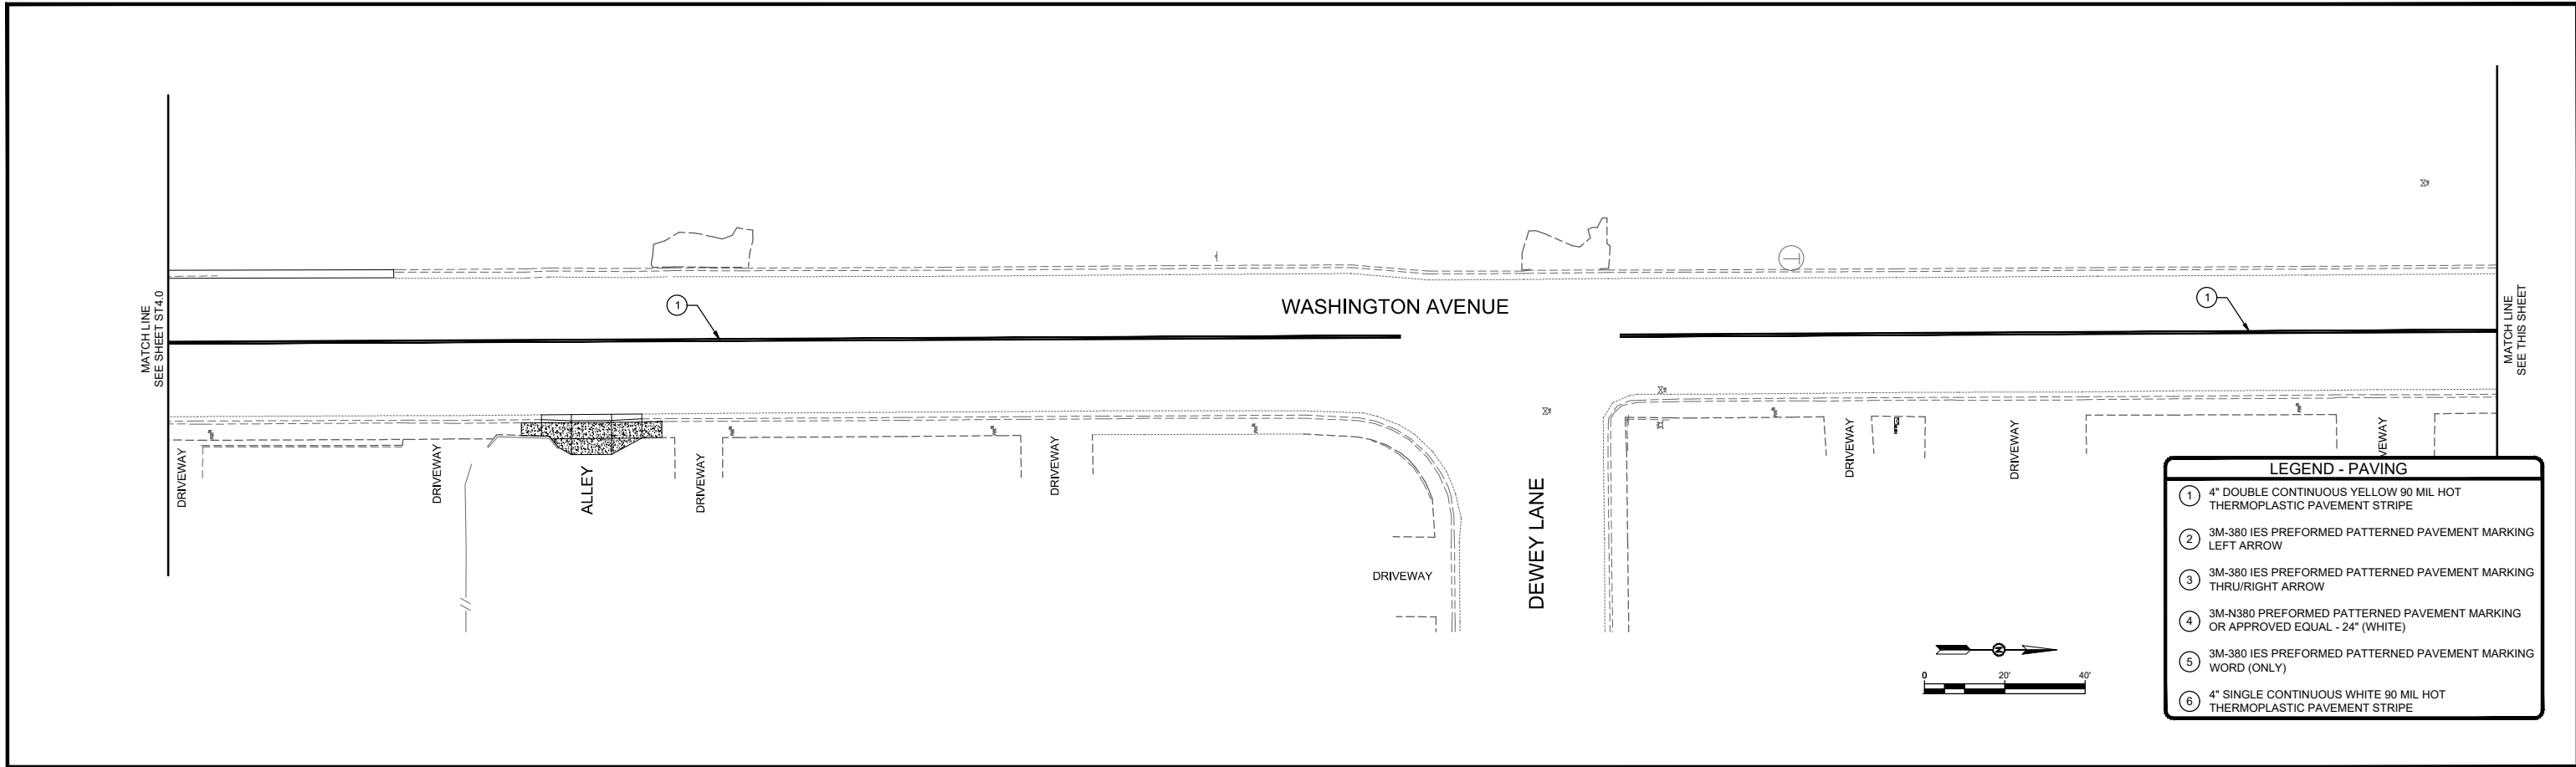 MATCH LINE
SEE SHEET ST4.0
1
WASHINGTON AVENUE
1
MATCH LINE
SEE THIS SHEET
DRIVEWAY
DRIVEWAY
ALLEY
DRIVEWAY
DRIVEWAY
DRIVEWAY
DEWEY LANE
DRIVEWAY
DRIVEWAY
VEWAY
N
0 20' 40'
LEGEND - PAVING
1 4" DOUBLE CONTINUOUS YELLOW 90 MIL HOT
THERMOPLASTIC PAVEMENT STRIPE
2 3M-380 IES PREFORMED PATTERNED PAVEMENT MARKING
LEFT ARROW
3 3M-380 IES PREFORMED PATTERNED PAVEMENT MARKING
THRU/RIGHT ARROW
4 3M-N380 PREFORMED PATTERNED PAVEMENT MARKING
OR APPROVED EQUAL - 24" (WHITE)
5 3M-380 IES PREFORMED PATTERNED PAVEMENT MARKING
WORD (ONLY)
6 4" SINGLE CONTINUOUS WHITE 90 MIL HOT
THERMOPLASTIC PAVEMENT STRIPE